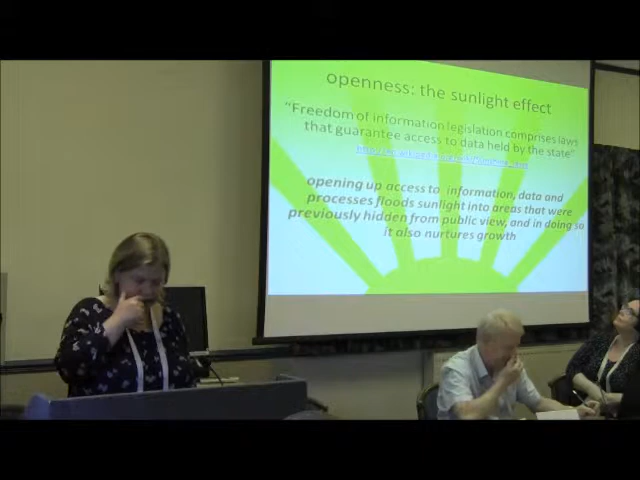 openness: the sunlight effect
"Freedom of information legislation comprises laws
that guarantee access to data held by the state"
opening up access to information, data and
processes floods sunlight into areas that were
previously hidden from public view, and in doing so
it also nurtures growth